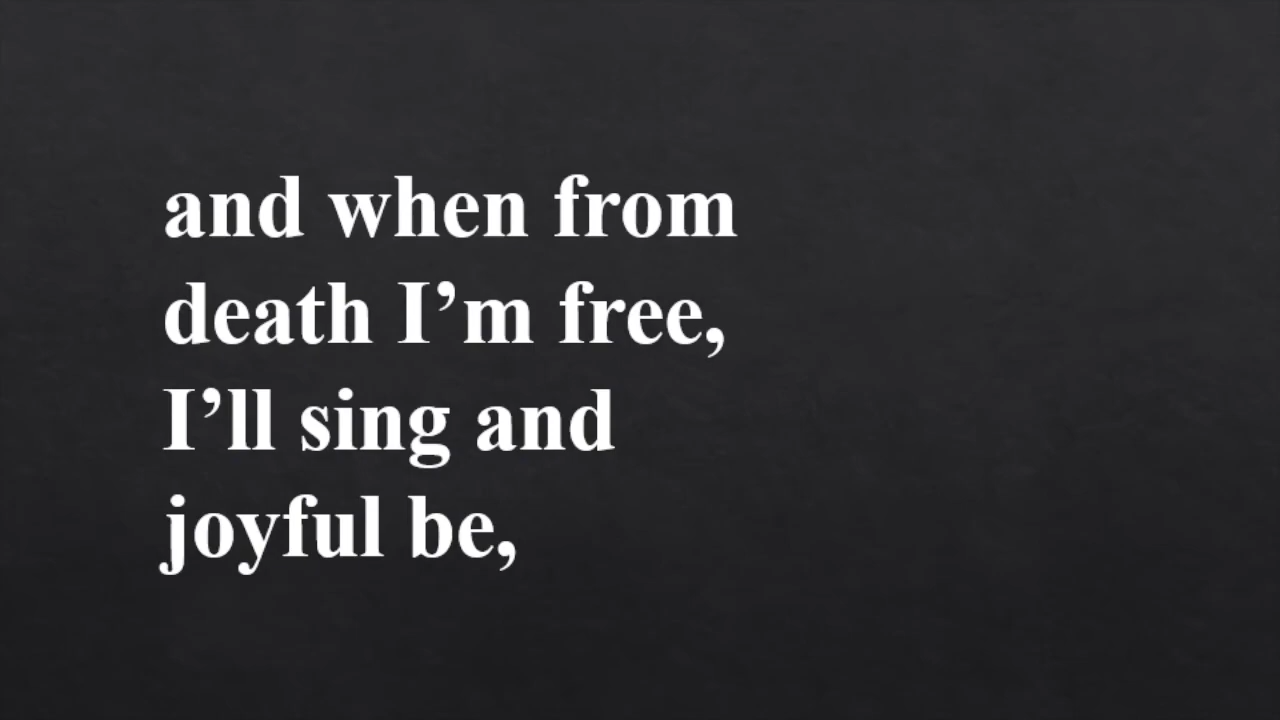 and when from
death I’m free,
I’ll sing and
joyful be,